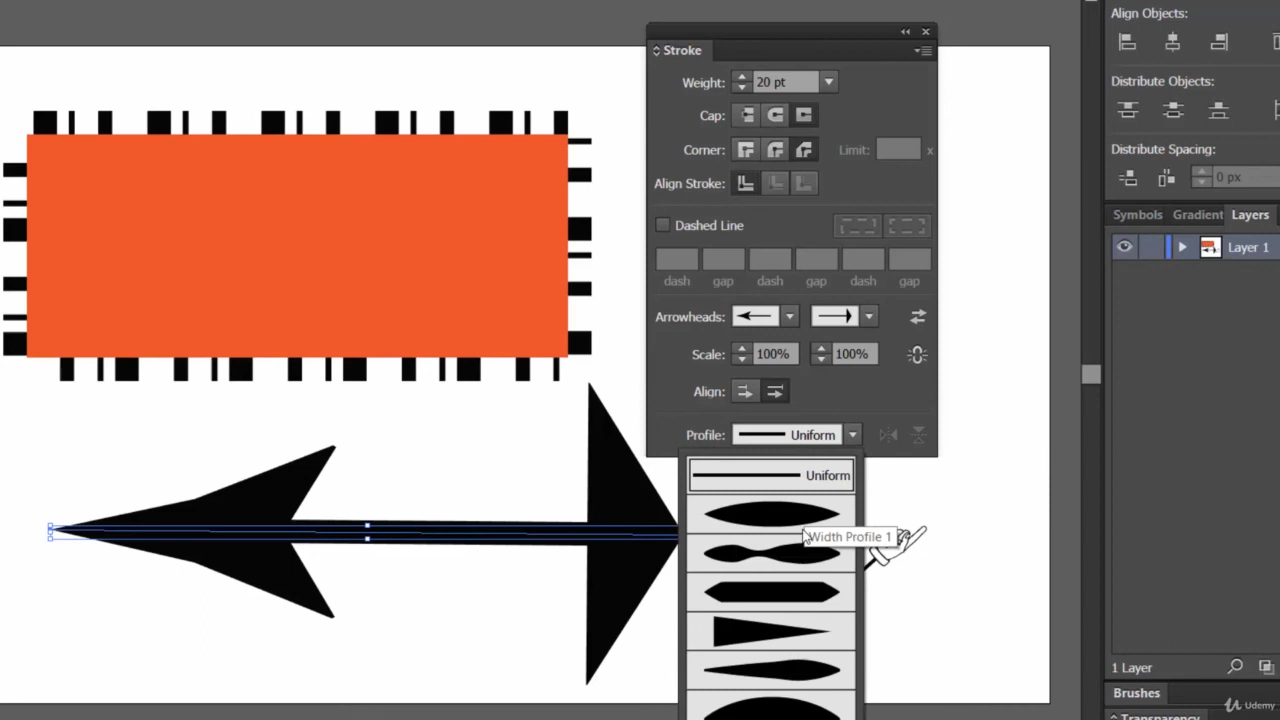 Stroke
Weight: 20 pt
Cap:
Corner: Limit: x
Align Stroke:
Dashed Line
dash gap dash gap dash gap
Arrowheads:
Scale: 100% 100%
Align:
Profile: Uniform
Uniform
Width Profile 1
Align Objects:
Distribute Objects:
Distribute Spacing:
0 px
Symbols Gradient Layers
Layer 1
1 Layer
Brushes
Transparency
Udemy